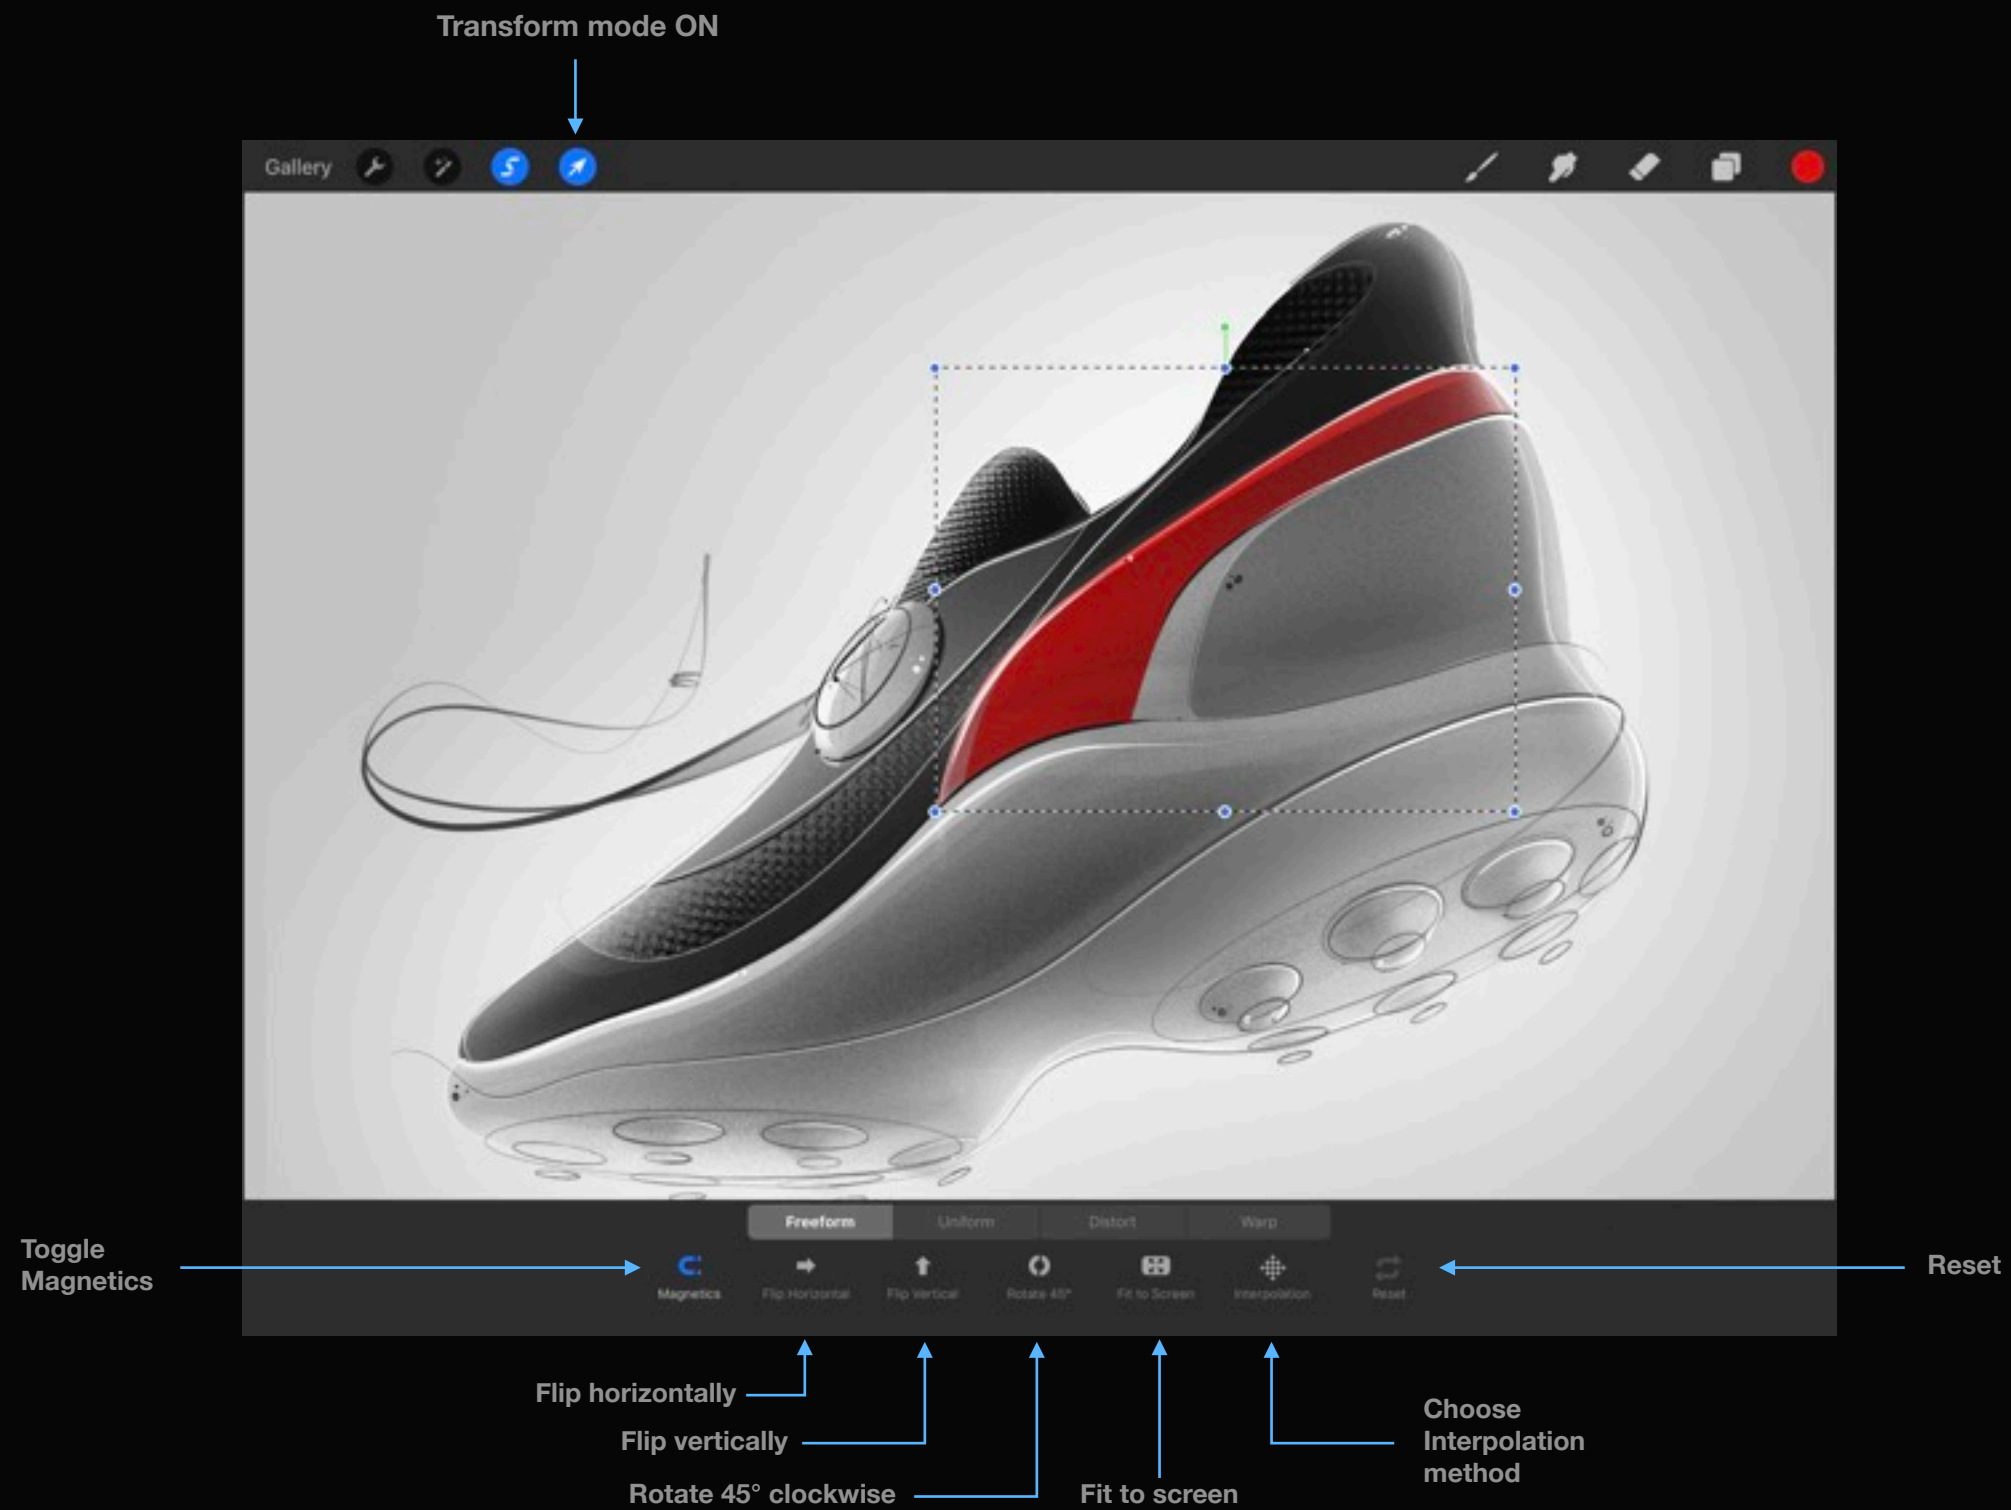 Transform mode ON
Gallery
Freeform Uniform Distort Warp
Toggle
Magnetics
Reset
Magnetics Flip Horizontal Flip Vertical Rotate 45° Fit to Screen Interpolation Reset
Flip horizontally
Flip vertically
Rotate 45° clockwise
Fit to screen
Choose
Interpolation
method